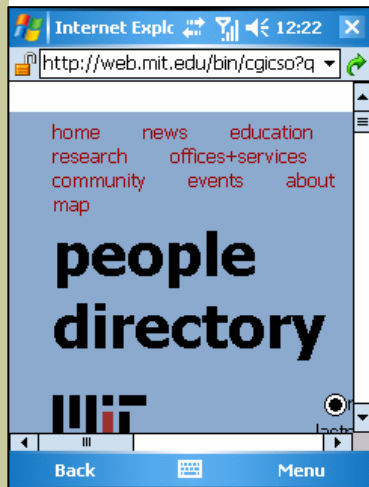 Internet Explc 12:22
http://web.mit.edu/bin/cgicso?q
home news education
research offices+services
community events about
map
people
directory
MIT
Back Menu